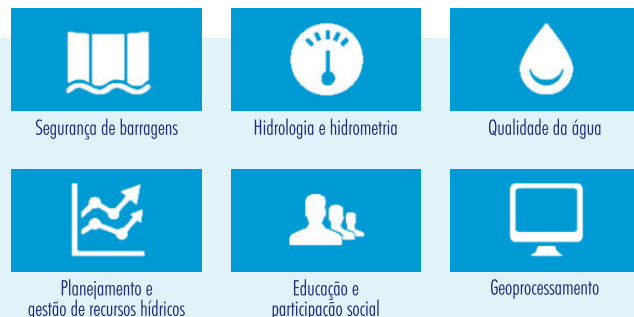 Segurança de barragens
Hidrologia e hidrometria
Qualidade da água
Planejamento e
gestão de recursos hídricos
Educação e
participação social
Geoprocessamento